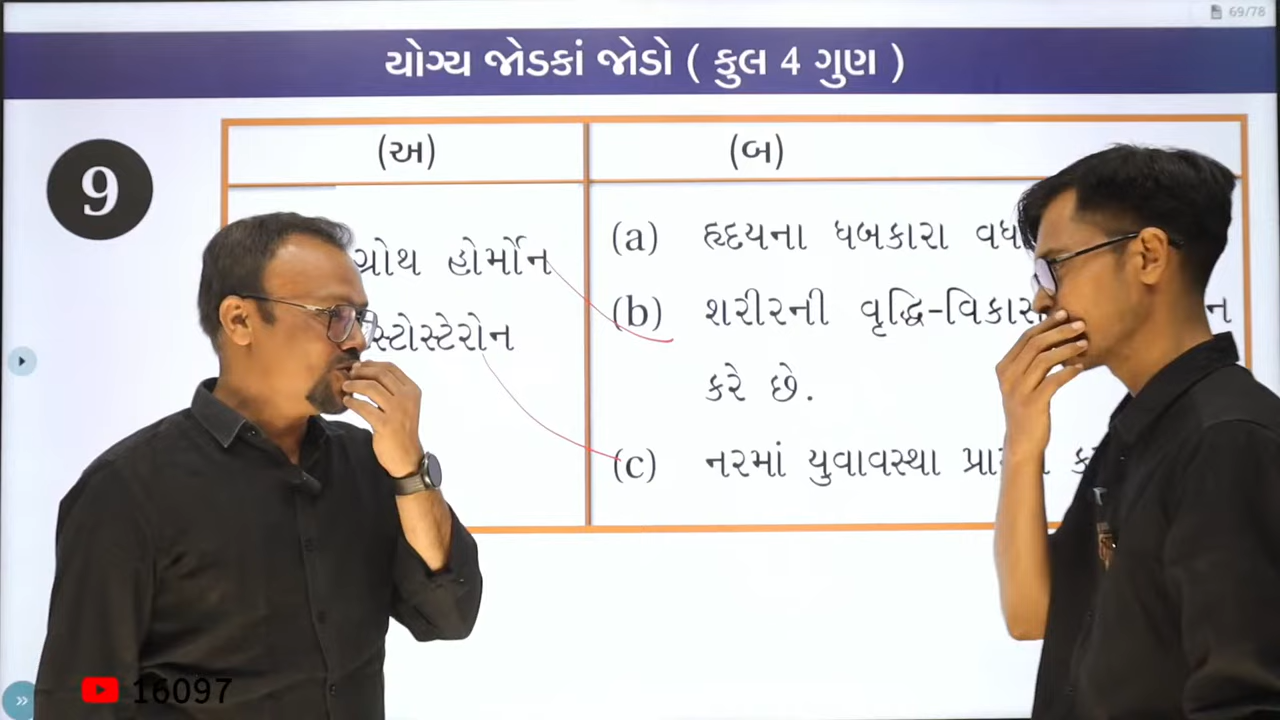 69/78
યોગ્ય જોડકાં જોડો ( કુલ 4 ગુણ )
9
(અ)
(બ)
ગ્રોથ હોર્મોન
(a) હૃદયના ધબકારા
(b) શરીરની વૃદ્ધિ-વિકાસ
કરે છે.
(c) નરમાં યુવાવસ્થા
16097